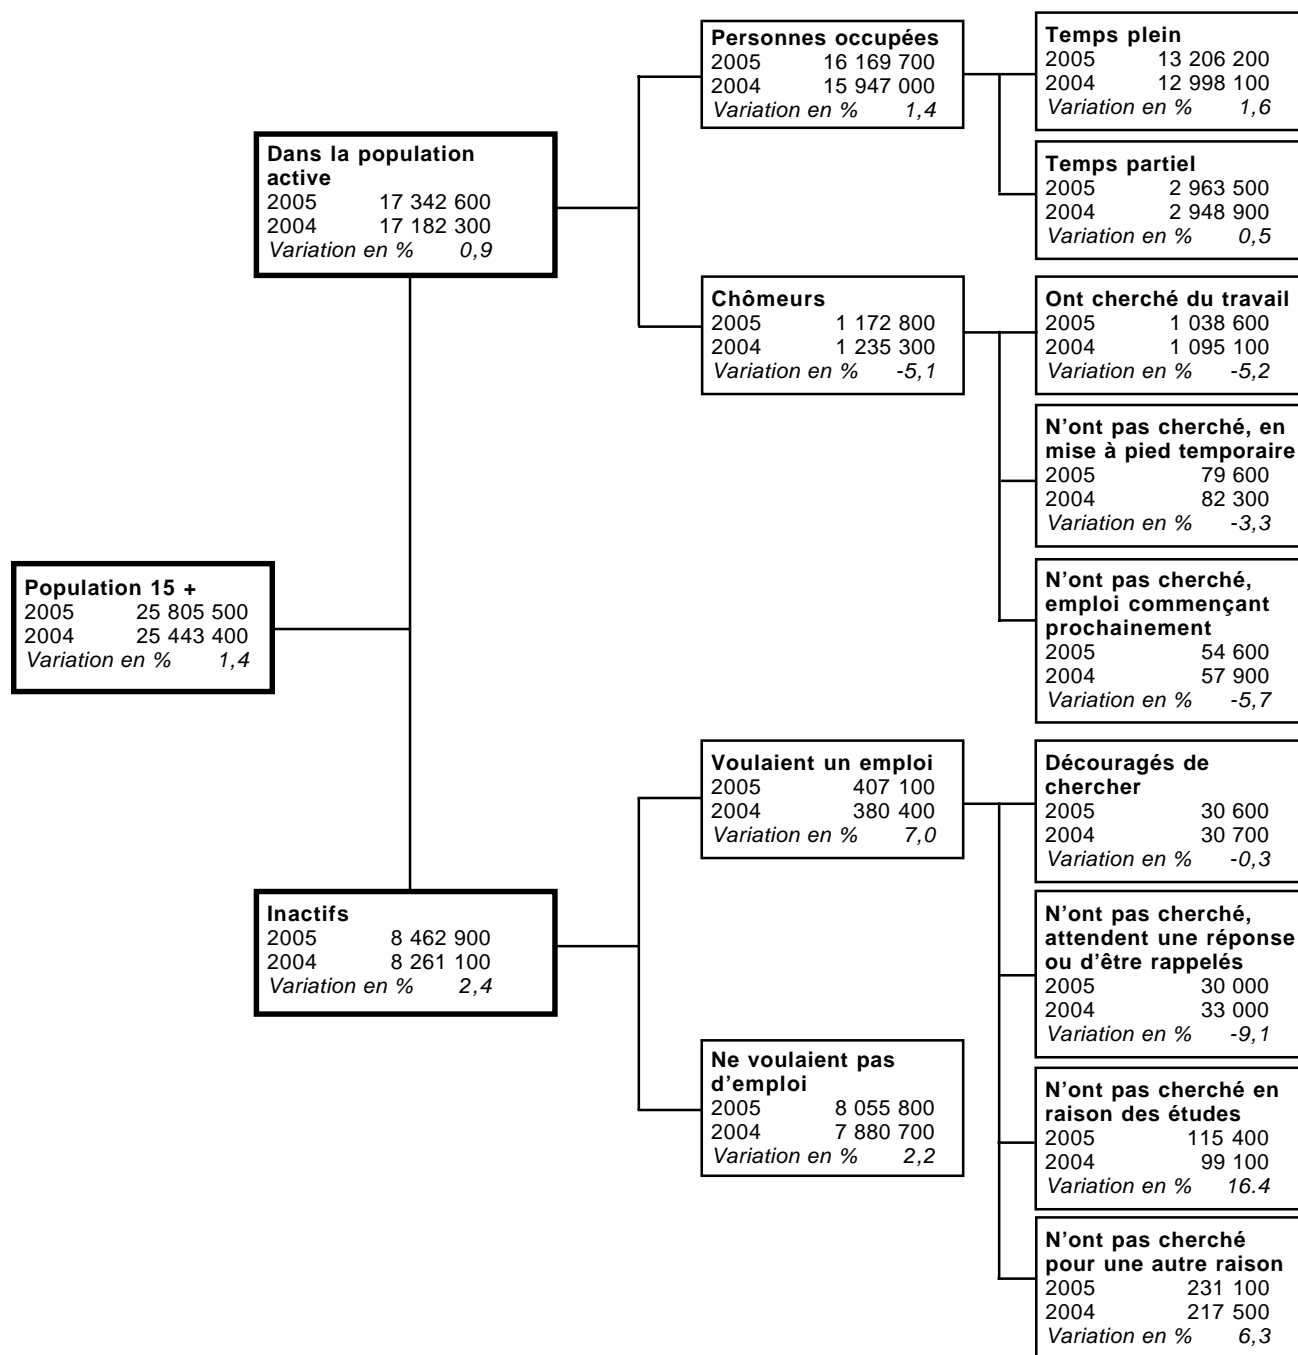 Population 15 +
2005 25 805 500
2004 25 443 400
Variation en % 1,4
Dans la population
active
2005 17 342 600
2004 17 182 300
Variation en % 0,9
Inactifs
2005 8 462 900
2004 8 261 100
Variation en % 2,4
Personnes occupées
2005 16 169 700
2004 15 947 000
Variation en % 1,4
Chômeurs
2005 1 172 800
2004 1 235 300
Variation en % -5,1
Voulaient un emploi
2005 407 100
2004 380 400
Variation en % 7,0
Ne voulaient pas
d'emploi
2005 8 055 800
2004 7 880 700
Variation en % 2,2
Temps plein
2005 13 206 200
2004 12 998 100
Variation en % 1,6
Temps partiel
2005 2 963 500
2004 2 948 900
Variation en % 0,5
Ont cherché du travail
2005 1 038 600
2004 1 095 100
Variation en % -5,2
N'ont pas cherché, en
mise à pied temporaire
2005 79 600
2004 82 300
Variation en % -3,3
N'ont pas cherché,
emploi commençant
prochainement
2005 54 600
2004 57 900
Variation en % -5,7
Découragés de
chercher
2005 30 600
2004 30 700
Variation en % -0,3
N'ont pas cherché,
attendent une réponse
ou d'être rappelés
2005 30 000
2004 33 000
Variation en % -9,1
N'ont pas cherché en
raison des études
2005 115 400
2004 99 100
Variation en % 16.4
N'ont pas cherché
pour une autre raison
2005 231 100
2004 217 500
Variation en % 6,3